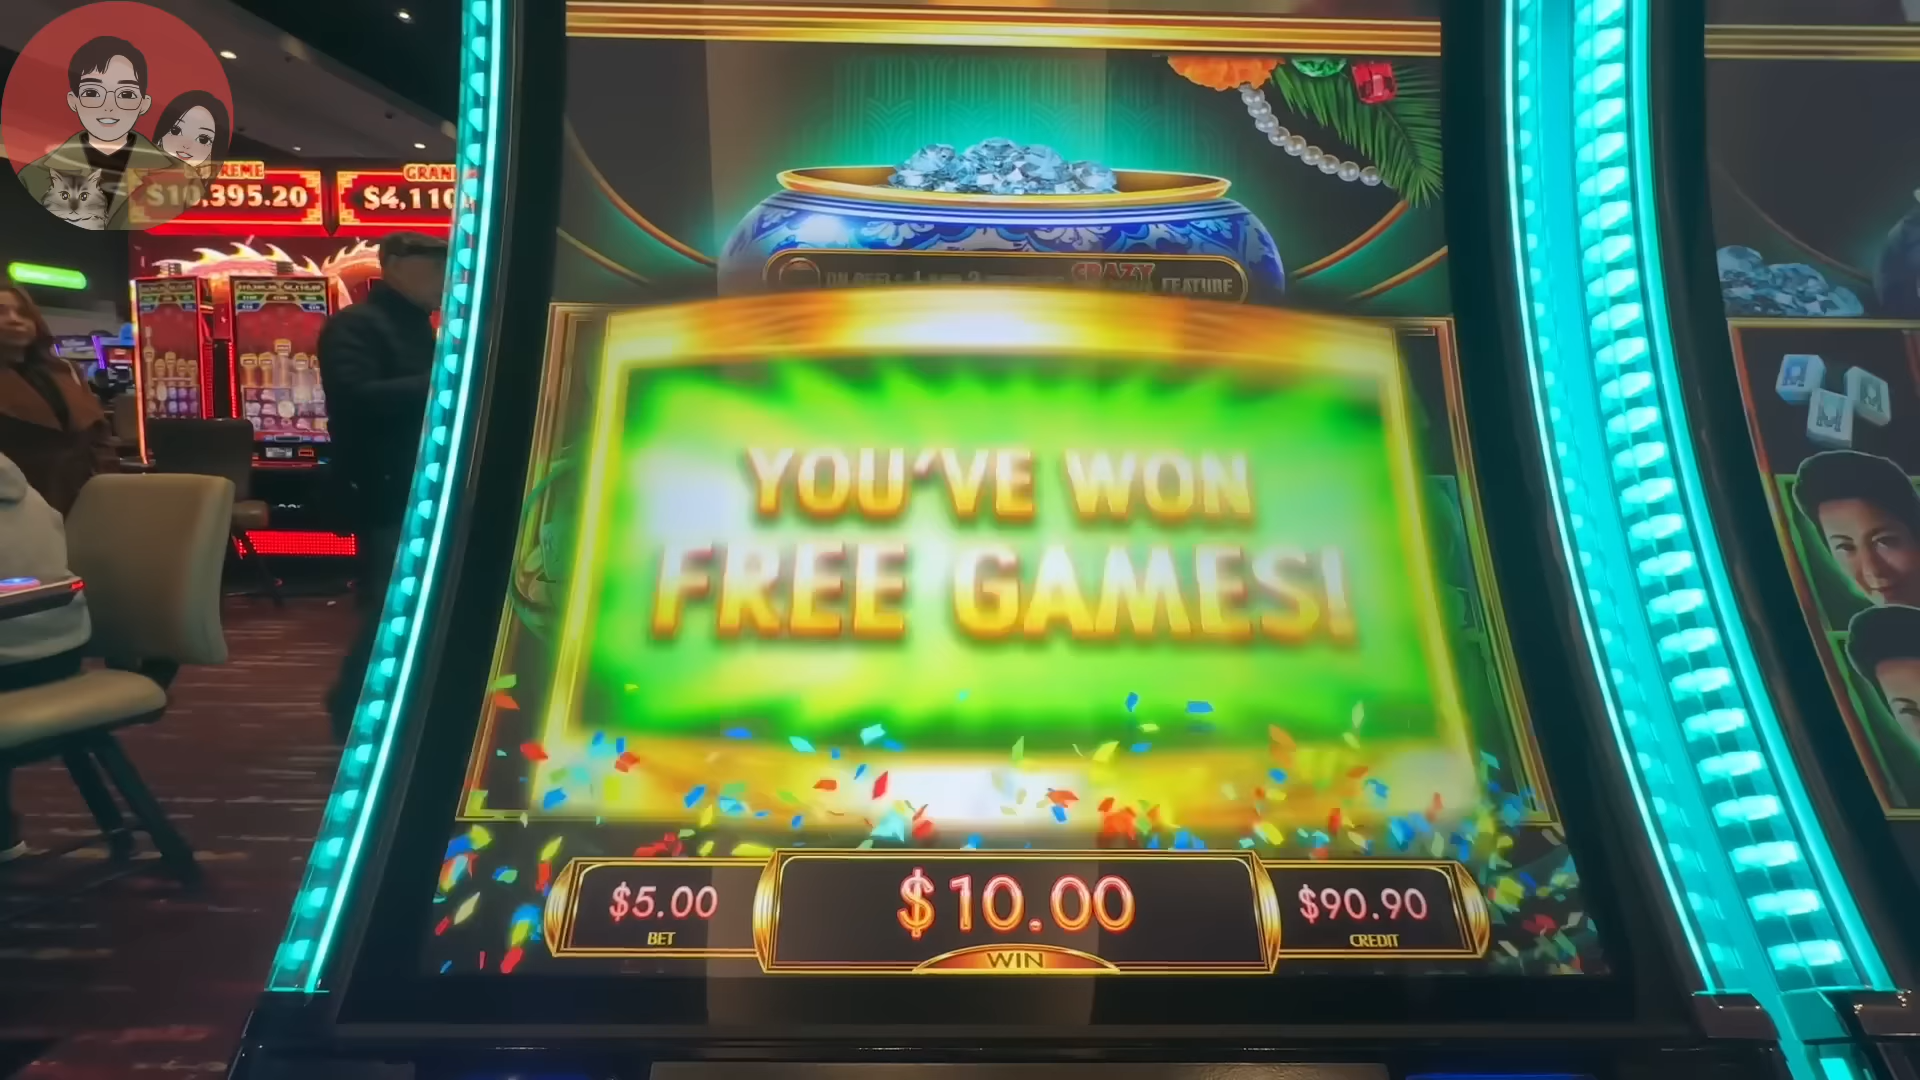 $10,395.20
$4,110
CRAZY
FEATURE
YOU'VE WON
FREE GAMES!
$5.00
BET
$10.00
WIN
$90.90
CREDIT
M
M
M